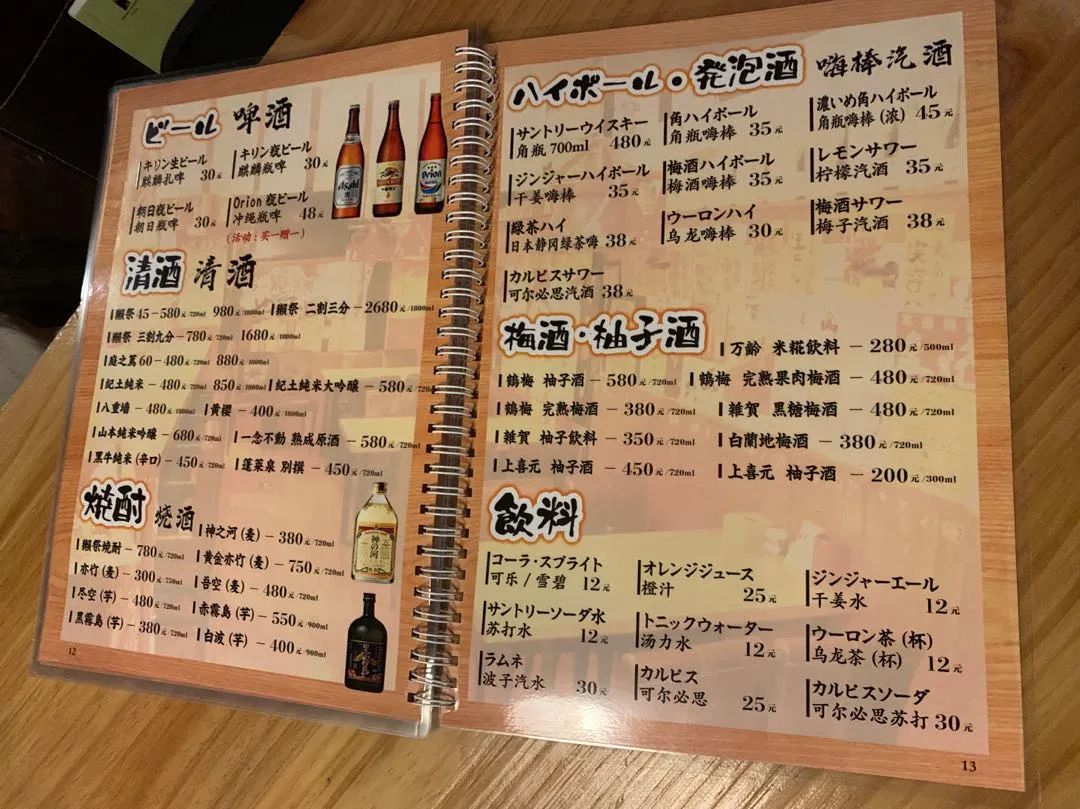 ビール 啤酒
キリン生ビール
麒麟扎啤 30元
キリン瓶ビール
麒麟瓶啤 30元
朝日瓶ビール
朝日瓶啤 30元
Orion 瓶ビール
冲绳瓶啤 48元
(活动:买一赠一)
Asahi
Orion
清酒 清酒
獺祭 45-580元/720ml 980元/1800ml
獺祭 二割三分-2680元/1800ml
獺祭 三割九分-780元/720ml 1680元/1800ml
庭之蔦 60-480元/720ml 880元/1800ml
紀土純米-480元/720ml 850元/1800ml
紀土純米大吟醸-580元/720ml
八重墙-480元/1800ml
黄櫻-400元/1800ml
山本純米吟醸-680元/720ml
一念不動 熟成原酒-580元/720ml
黑牛純米(辛口)-450元/720ml
蓬莱泉 別撰-450元/720ml
焼酎 烧酒
神之河(麦)-380元/720ml
獺祭焼酎-780元/720ml
黄金亦竹(麦)-750元/720ml
亦竹(麦)-300元/750ml
吾空(麦)-480元/720ml
尽空(芋)-480元/720ml
赤霧島(芋)-550元/900ml
黒霧島(芋)-380元/720ml
白波(芋)-400元/900ml
神の河
12
ハイボール・発泡酒 嗨棒汽酒
サントリーウイスキー
角瓶 700ml 480元
角ハイボール
角瓶嗨棒 35元
濃いめ角ハイボール
角瓶嗨棒(浓) 45元
ジンジャーハイボール
干姜嗨棒 35元
梅酒ハイボール
梅酒嗨棒 35元
レモンサワー
柠檬汽酒 35元
緑茶ハイ
日本静冈绿茶嗨 38元
ウーロンハイ
乌龙嗨棒 30元
梅酒サワー
梅子汽酒 38元
カルピスサワー
可尔必思汽酒 38元
梅酒・柚子酒
万齢 米糀飲料 - 280元/500ml
鶴梅 柚子酒-580元/720ml
鶴梅 完熟果肉梅酒 - 480元/720ml
鶴梅 完熟梅酒 - 380元/720ml
雑賀 黒糖梅酒 - 480元/720ml
雑賀 柚子飲料 - 350元/720ml
白蘭地梅酒 - 380元/720ml
上喜元 柚子酒 - 450元/720ml
上喜元 柚子酒 - 200元/300ml
飲料
コーラ・スプライト
可乐/雪碧 12元
オレンジジュース
橙汁 25元
ジンジャーエール
干姜水 12元
サントリーソーダ水
苏打水 12元
トニックウォーター
汤力水 12元
ウーロン茶(杯)
乌龙茶(杯) 12元
ラムネ
波子汽水 30元
カルピス
可尔必思 25元
カルピスソーダ
可尔必思苏打 30元
13